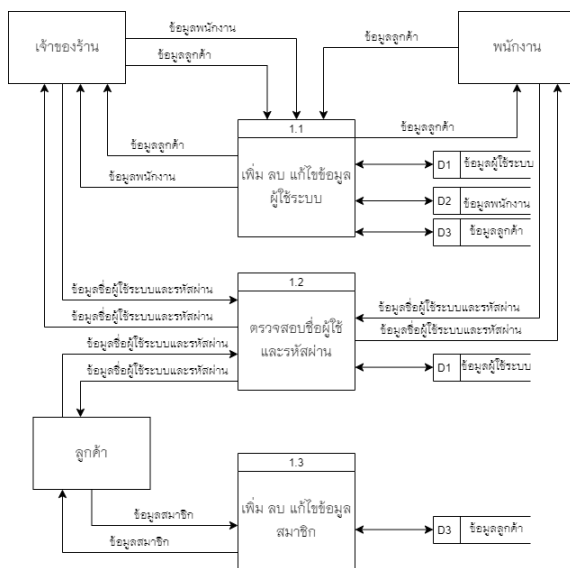 เจ้าของร้าน
ข้อมูลพนักงาน
ข้อมูลลูกค้า
ข้อมูลลูกค้า
พนักงาน
1.1
เพิ่ม ลบ แก้ไขข้อมูล
ผู้ใช้ระบบ
ข้อมูลลูกค้า
ข้อมูลลูกค้า
ข้อมูลพนักงาน
D1 ข้อมูลผู้ใช้ระบบ
D2 ข้อมูลพนักงาน
D3 ข้อมูลลูกค้า
1.2
ตรวจสอบชื่อผู้ใช้
และรหัสผ่าน
ข้อมูลชื่อผู้ใช้ระบบและรหัสผ่าน
ข้อมูลชื่อผู้ใช้ระบบและรหัสผ่าน
ข้อมูลชื่อผู้ใช้ระบบและรหัสผ่าน
ข้อมูลชื่อผู้ใช้ระบบและรหัสผ่าน
ข้อมูลชื่อผู้ใช้ระบบและรหัสผ่าน
ข้อมูลชื่อผู้ใช้ระบบและรหัสผ่าน
D1 ข้อมูลผู้ใช้ระบบ
ลูกค้า
1.3
เพิ่ม ลบ แก้ไขข้อมูล
สมาชิก
ข้อมูลสมาชิก
ข้อมูลสมาชิก
D3 ข้อมูลลูกค้า